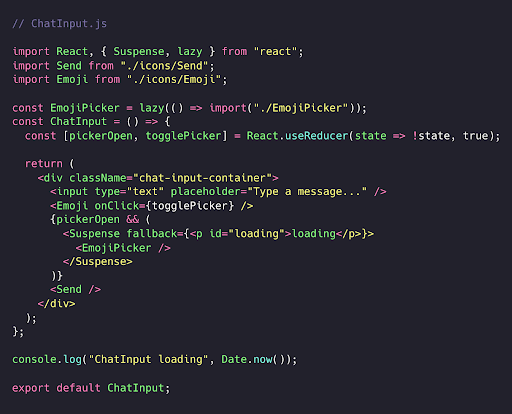 // ChatInput.js
import React, { Suspense, lazy } from "react";
import Send from "./icons/Send";
import Emoji from "./icons/Emoji";
const EmojiPicker = lazy(() => import("./EmojiPicker"));
const ChatInput = () => {
const [pickerOpen, togglePicker] = React.useReducer(state => !state, true);
return (
<div className="chat-input-container">
<input type="text" placeholder="Type a message..." />
<Emoji onClick={togglePicker} />
{pickerOpen && (
<Suspense fallback={<p id="loading">loading</p>}>
<EmojiPicker />
</Suspense>
)}
<Send />
</div>
);
};
console.log("ChatInput loading", Date.now());
export default ChatInput;